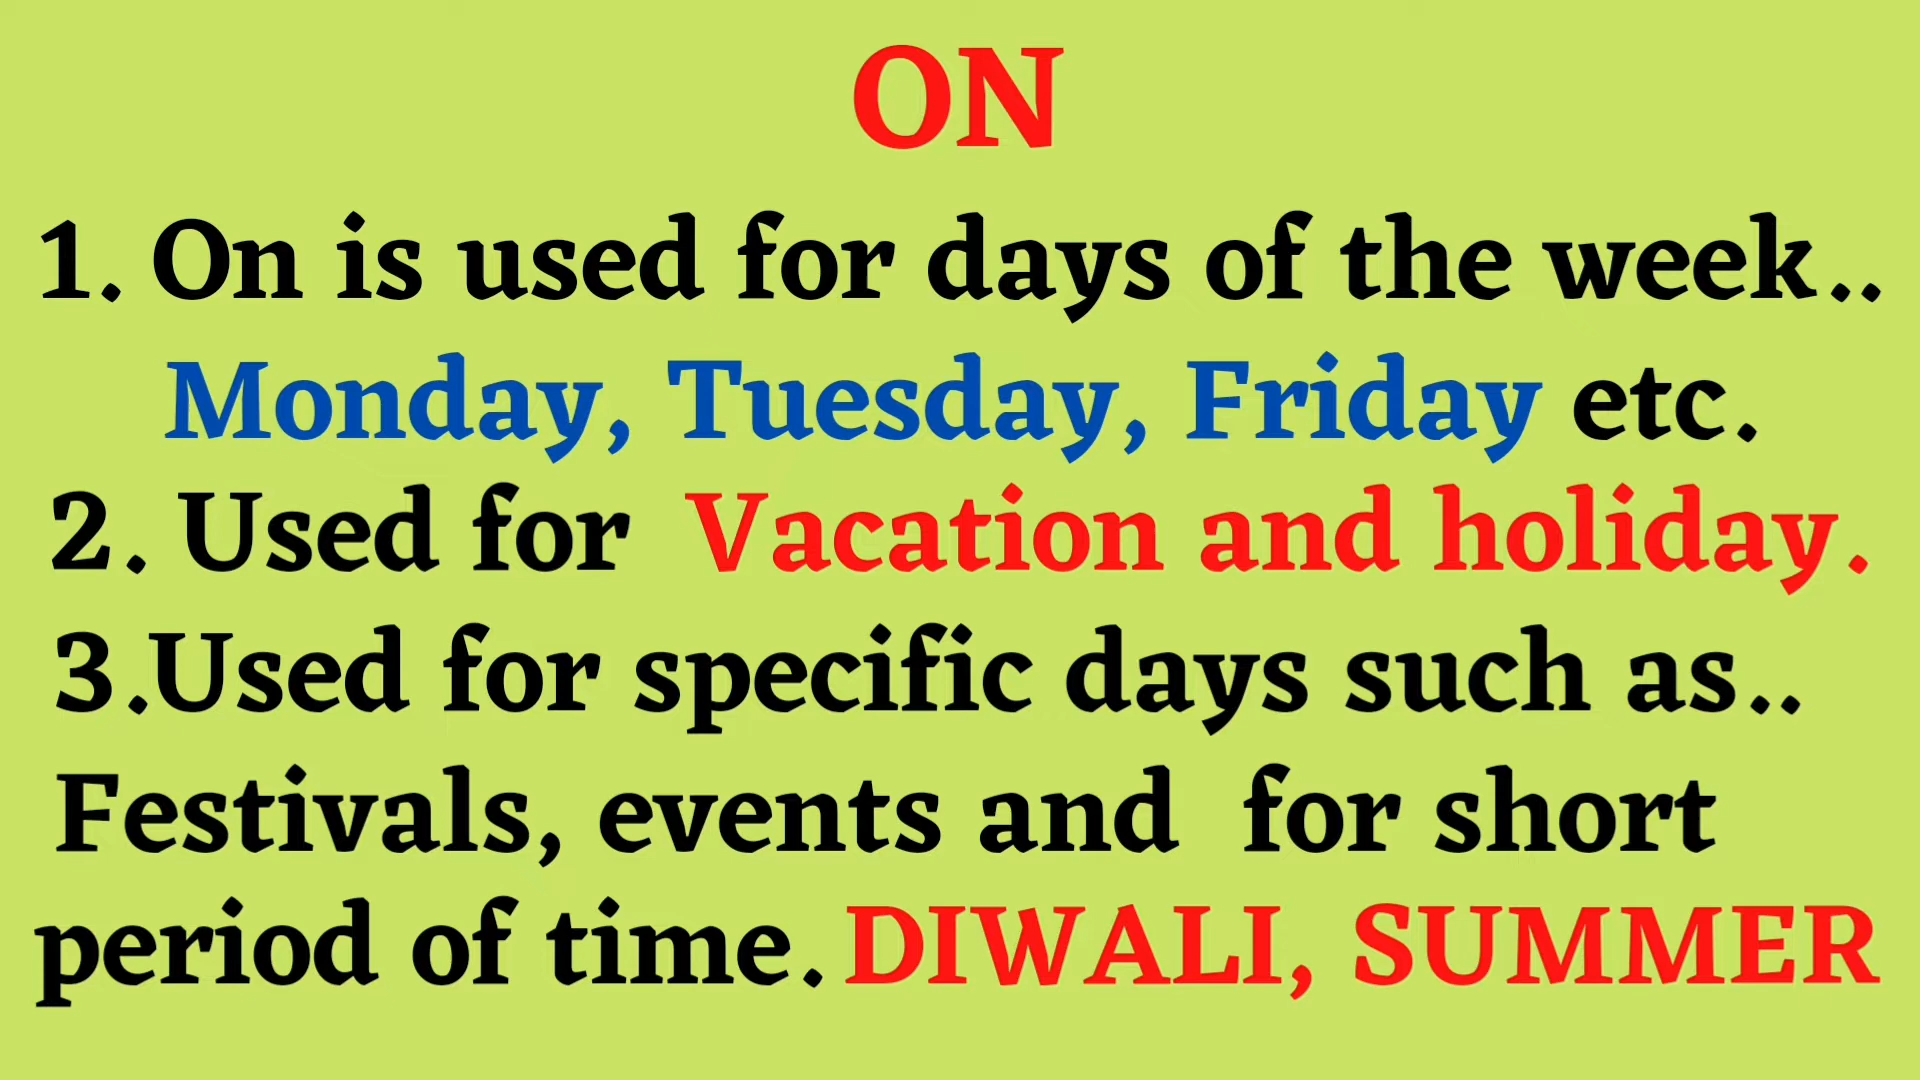 ON
1. On is used for days of the week..
Monday, Tuesday, Friday etc.
2. Used for Vacation and holiday.
3.Used for specific days such as..
Festivals, events and for short
period of time. DIWALI, SUMMER